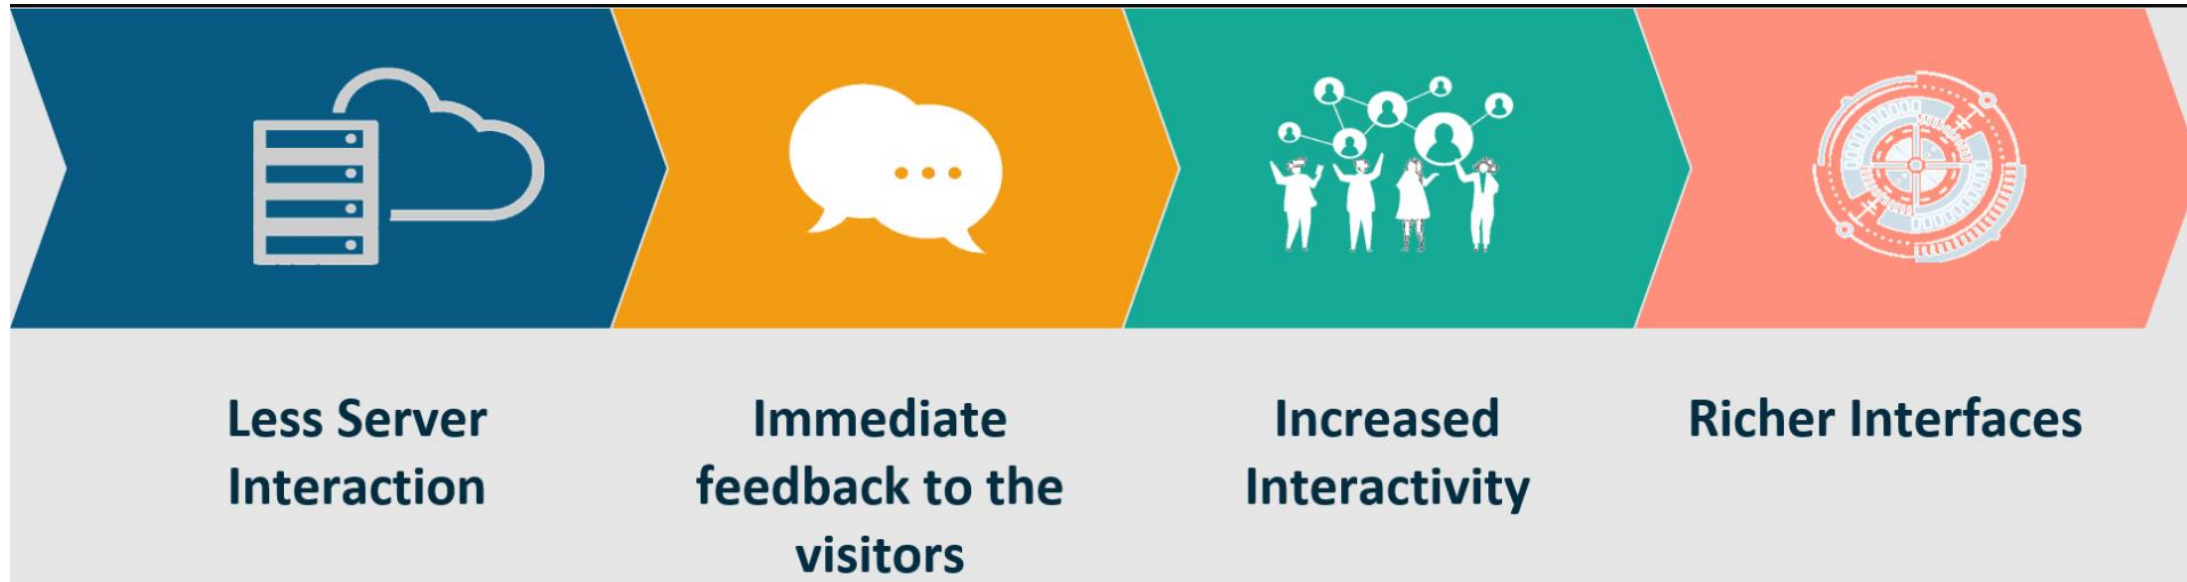 Less Server
Interaction
Immediate
feedback to the
visitors
Increased
Interactivity
Richer Interfaces